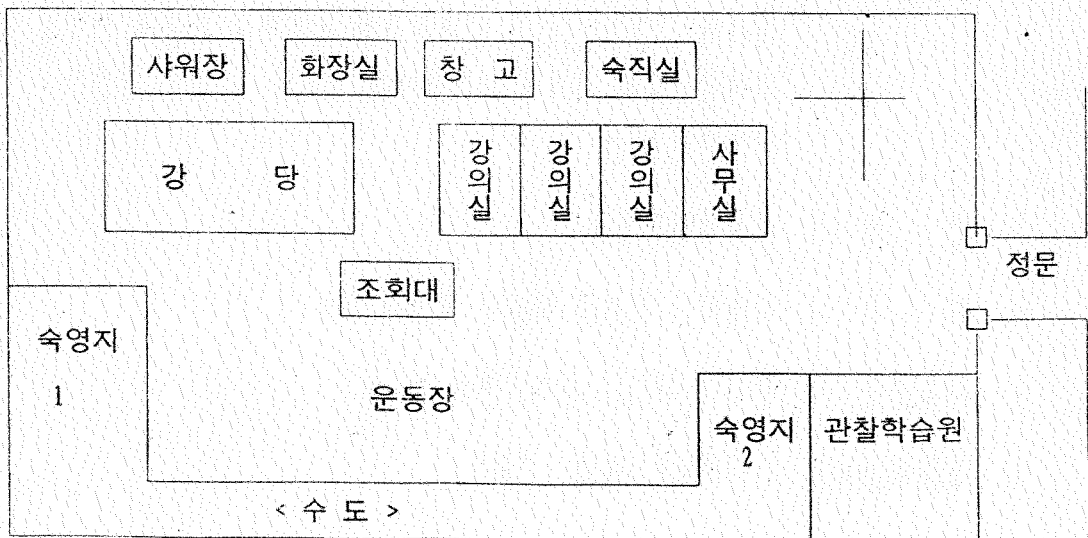 샤워장
화장실
창 고
숙직실
강 당
강의실
강의실
강의실
사무실
정문
조회대
숙영지
1
운동장
숙영지
2
관찰학습원
< 수 도 >